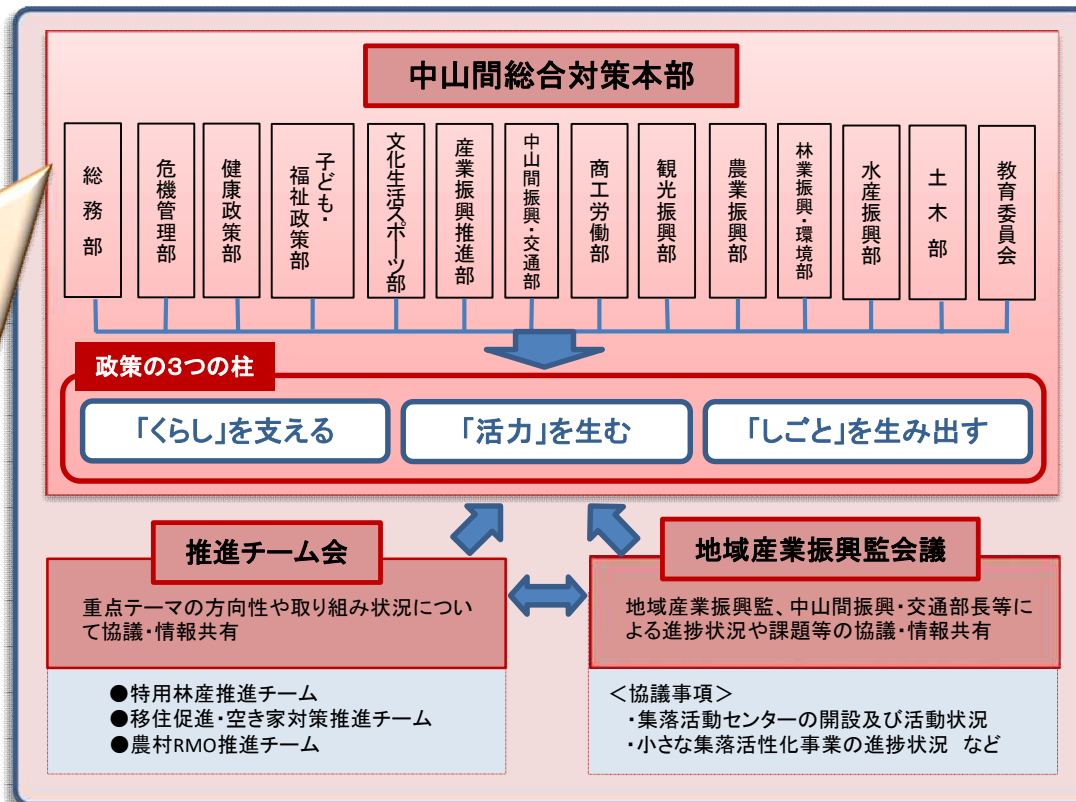 中山間総合対策本部
総務部
危機管理部
健康政策部
子ども・
福祉政策部
文化生活スポーツ部
産業振興推進部
中山間振興・交通部
商工労働部
観光振興部
農業振興部
林業振興・環境部
水産振興部
土木部
教育委員会
政策の3つの柱
「くらし」を支える
「活力」を生む
「しごと」を生み出す
推進チーム会
重点テーマの方向性や取り組み状況につい
て協議・情報共有
●特用林産推進チーム
●移住促進・空き家対策推進チーム
●農村RMO推進チーム
地域産業振興監会議
地域産業振興監、中山間振興・交通部長等に
よる進捗状況や課題等の協議・情報共有
＜協議事項＞
・集落活動センターの開設及び活動状況
・小さな集落活性化事業の進捗状況　など